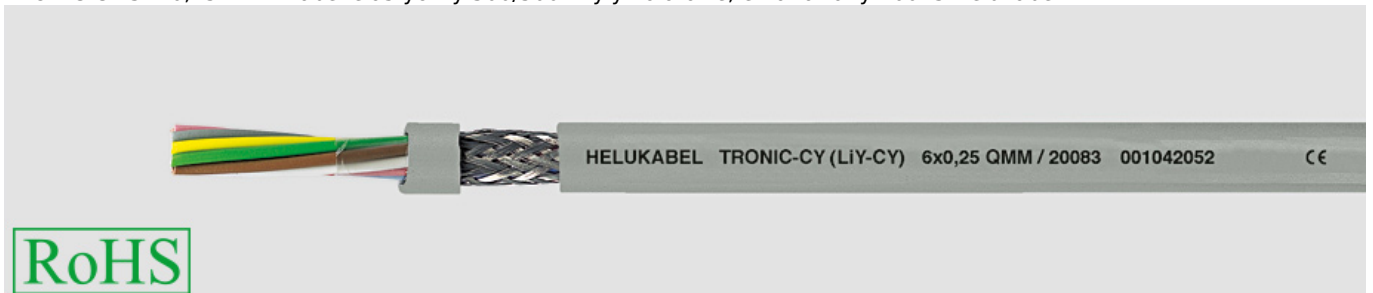 HELUKABEL TRONIC-CY (LiY-CY) 6x0,25 QMM / 20083 001042052 CE
RoHS